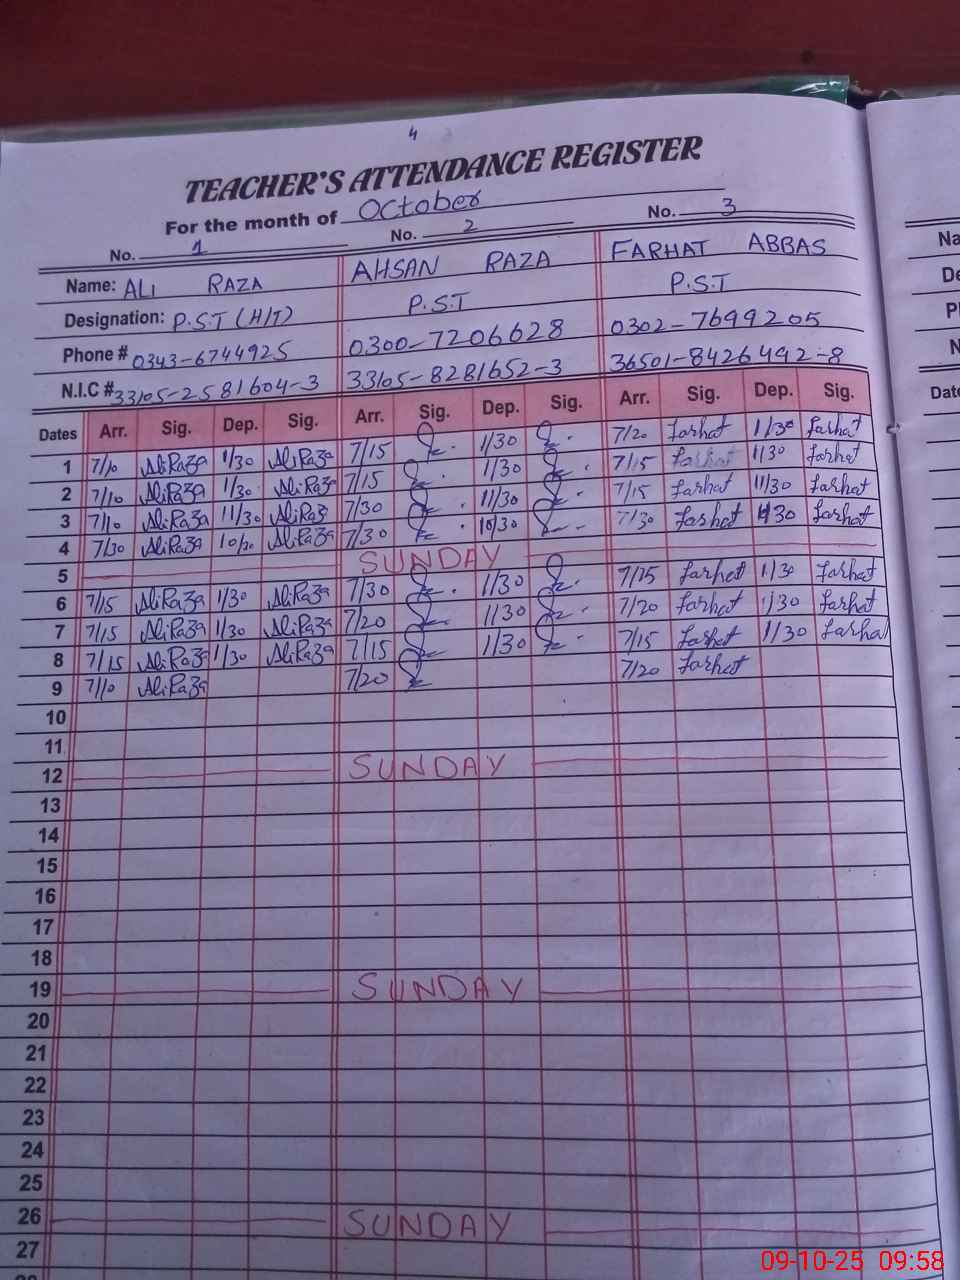 4
TEACHER'S ATTENDANCE REGISTER
For the month of October
No. 1 No. 2 No. 3
Name: ALI RAZA AHSAN RAZA FARHAT ABBAS
Designation: P.S.T (H/T) P.S.T P.S.T
Phone # 0343-6744925 0300-7206628 0302-7699205
N.I.C # 33105-2581604-3 33105-8281652-3 36501-8426492-8
Dates Arr. Sig. Dep. Sig. Arr. Sig. Dep. Sig. Arr. Sig. Dep. Sig.
1 7/10 AliRaza 1/30 AliRaza 7/15 1/30 7/20 Farhat 1/30 Farhat
2 7/10 AliRaza 1/30 AliRaza 7/15 1/30 7/15 Farhat 1/30 Farhat
3 7/10 AliRaza 11/30 AliRaza 7/30 11/30 7/15 Farhat 11/30 Farhat
4 7/30 AliRaza AliRaza 7/30 10/30 7/30 Farhat Farhat
5 SUNDAY
6 7/15 AliRaza 1/30 AliRaza 7/30 1/30 Farhat 1/30 Farhat
7 7/15 AliRaza 1/30 AliRaza 7/20 1/30 7/20 Farhat 1/30 Farhat
8 7/15 AliRaza 1/30 AliRaza 7/15 1/30 7/15 Farhat 1/30 Farhat
9 7/10 AliRaza 7/20 7/20 Farhat
10
11
12 SUNDAY
13
14
15
16
17
18
19 SUNDAY
20
21
22
23
24
25
26 SUNDAY
27
09-10-25 09:58